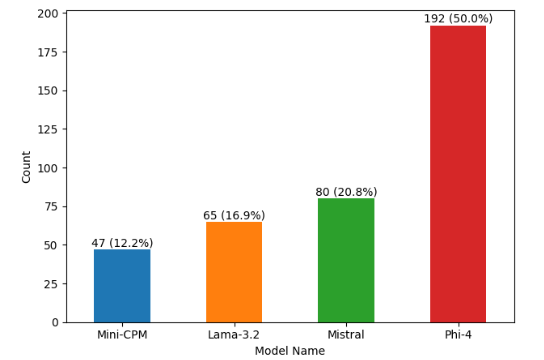 200
175
150
125
100
75
50
25
0
Count
192 (50.0%)
80 (20.8%)
65 (16.9%)
47 (12.2%)
Mini-CPM
Lama-3.2
Mistral
Phi-4
Model Name